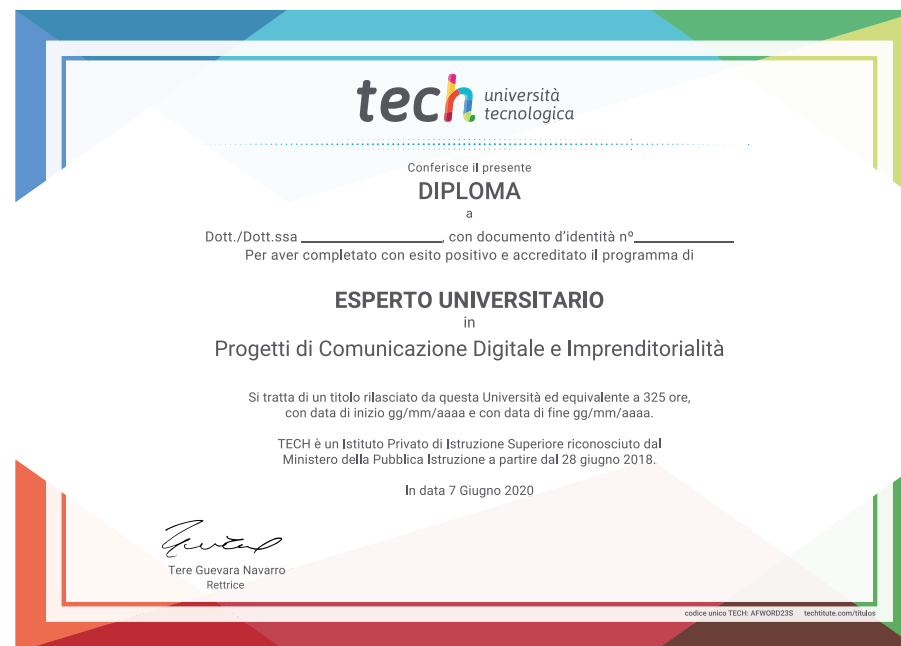 tech università
tecnologica
Conferisce il presente
DIPLOMA
a
Dott./Dott.ssa ____________________, con documento d'identità nº______________
Per aver completato con esito positivo e accreditato il programma di
ESPERTO UNIVERSITARIO
in
Progetti di Comunicazione Digitale e Imprenditorialità
Si tratta di un titolo rilasciato da questa Università ed equivalente a 325 ore,
con data di inizio gg/mm/aaaa e con data di fine gg/mm/aaaa.
TECH è un Istituto Privato di Istruzione Superiore riconosciuto dal
Ministero della Pubblica Istruzione a partire dal 28 giugno 2018.
In data 7 Giugno 2020
Tere Guevara Navarro
Rettrice
codice unico TECH: AFWORD23S techtitute.com/titulos